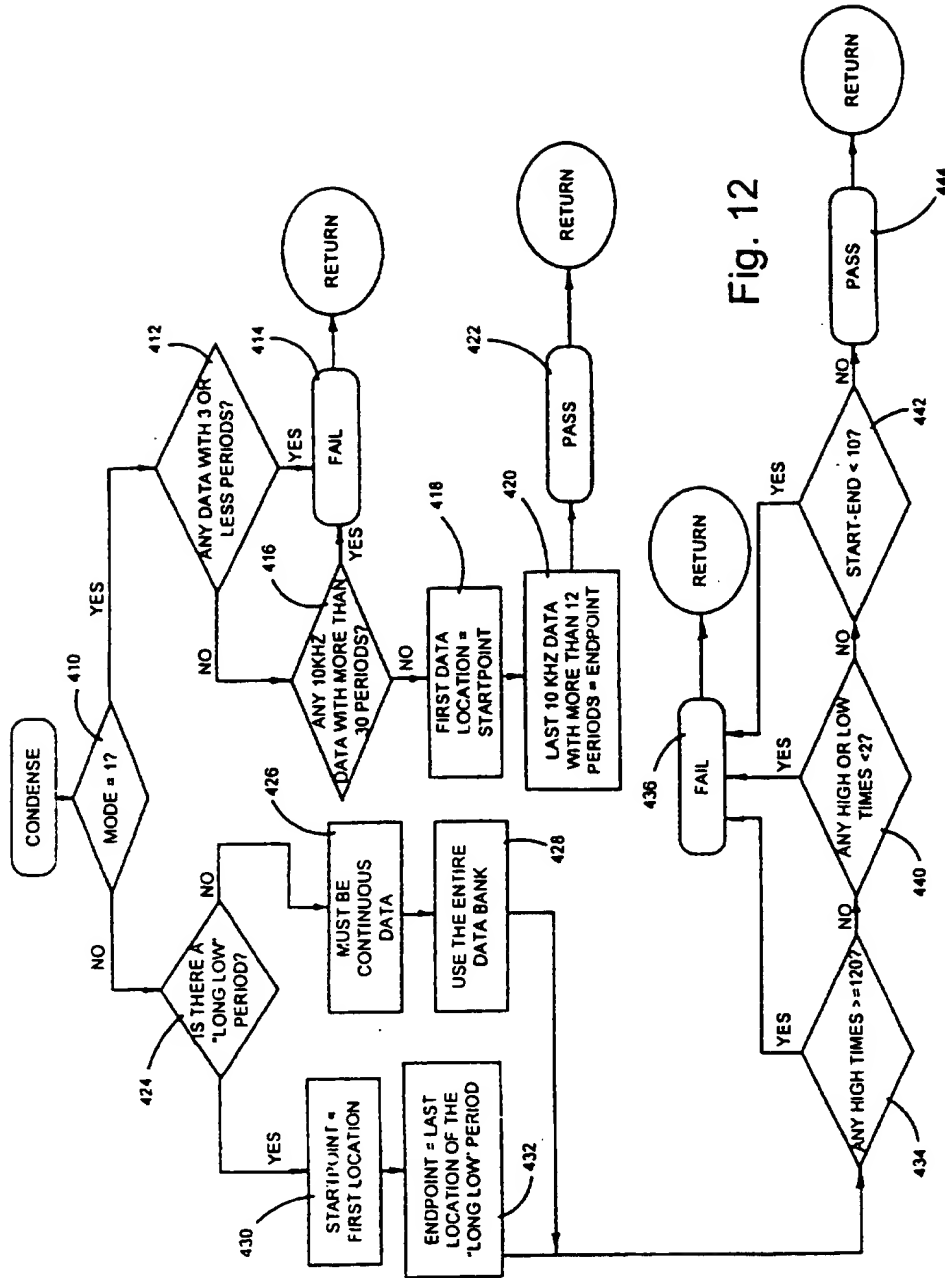 CONDENSE
410
MODE = 1?
YES
NO
412
ANY DATA WITH 3 OR
LESS PERIODS?
YES
NO
414
FAIL
RETURN
416
ANY 10KHZ
DATA WITH MORE THAN
30 PERIODS?
YES
NO
418
FIRST DATA
LOCATION =
STARTPOINT
420
LAST 10 KHZ DATA
WITH MORE THAN 12
PERIODS = ENDPOINT
422
PASS
RETURN
424
IS THERE A
"LONG LOW"
PERIOD?
NO
YES
426
MUST BE
CONTINUOUS
DATA
428
USE THE ENTIRE
DATA BANK
430
STARTPOINT =
FIRST LOCATION
432
ENDPOINT = LAST
LOCATION OF THE
"LONG LOW" PERIOD
434
ANY HIGH TIMES >=120?
YES
NO
436
FAIL
RETURN
440
ANY HIGH OR LOW
TIMES <2?
YES
NO
442
START-END < 10?
YES
NO
444
PASS
RETURN
Fig. 12